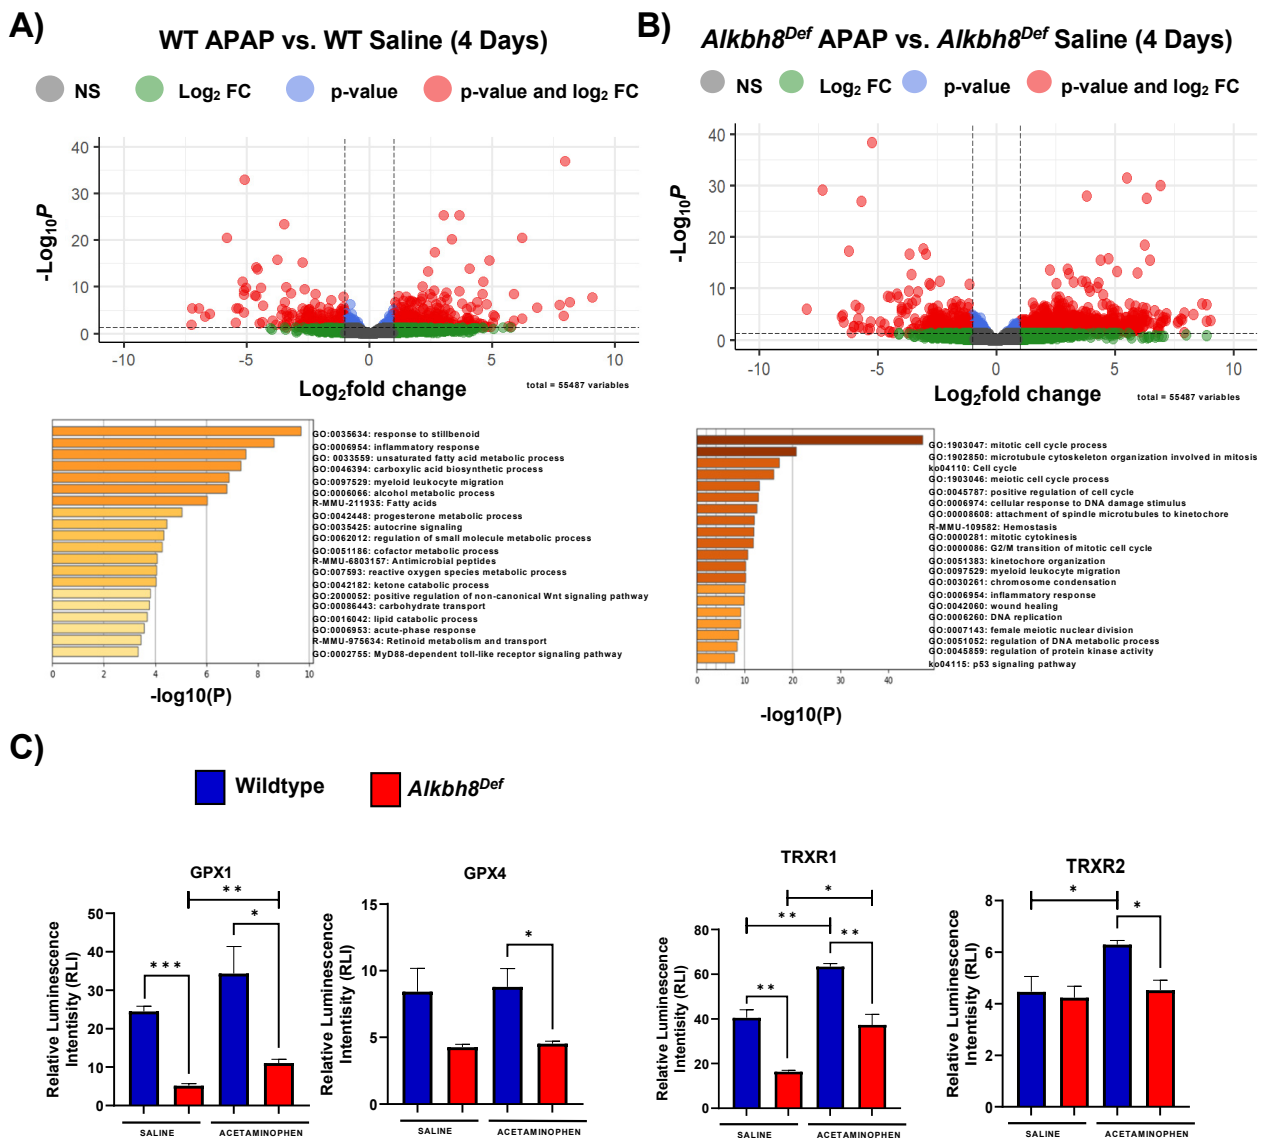 A)
WT APAP vs. WT Saline (4 Days)
NS
Log2 FC
p-value
p-value and log2 FC
-Log10P
40
30
20
10
0
-10
-5
0
5
10
Log2fold change
total = 55487 variables
GO:0035634: response to stillbenoid
GO:0006954: inflammatory response
GO: 0033559: unsaturated fatty acid metabolic process
GO:0046394: carboxylic acid biosynthetic process
GO:0097529: myeloid leukocyte migration
GO:0006066: alcohol metabolic process
R-MMU-211935: Fatty acids
GO:0042448: progesterone metabolic process
GO:0035425: autocrine signaling
GO:0062012: regulation of small molecule metabolic process
GO:0051186: cofactor metabolic process
R-MMU-6803157: Antimicrobial peptides
GO:007593: reactive oxygen species metabolic process
GO:0042182: ketone catabolic process
GO:2000052: positive regulation of non-canonical Wnt signaling pathway
GO:00086443: carbohydrate transport
GO:0016042: lipid catabolic process
GO:0006953: acute-phase response
R-MMU-975634: Retinoid metabolism and transport
GO:0002755: MyD88-dependent toll-like receptor signaling pathway
0
2
4
6
8
10
-log10(P)
B)
Alkbh8Def APAP vs. Alkbh8Def Saline (4 Days)
NS
Log2 FC
p-value
p-value and log2 FC
-Log10P
40
30
20
10
0
-10
-5
0
5
10
Log2fold change
total = 55487 variables
GO:1903047: mitotic cell cycle process
GO:1902850: microtubule cytoskeleton organization involved in mitosis
ko04110: Cell cycle
GO:1903046: meiotic cell cycle process
GO:0045787: positive regulation of cell cycle
GO:0006974: cellular response to DNA damage stimulus
GO:00008608: attachment of spindle microtubules to kinetochore
R-MMU-109582: Hemostasis
GO:0000281: mitotic cytokinesis
GO:0000086: G2/M transition of mitotic cell cycle
GO:0051383: kinetochore organization
GO:0097529: myeloid leukocyte migration
GO:0030261: chromosome condensation
GO:0006954: inflammatory response
GO:0042060: wound healing
GO:0006260: DNA replication
GO:0007143: female meiotic nuclear division
GO:0051052: regulation of DNA metabolic process
GO:0045859: regulation of protein kinase activity
ko04115: p53 signaling pathway
0
10
20
30
40
-log10(P)
C)
Wildtype
Alkbh8Def
GPX1
Relative Luminescence
Intentisity (RLI)
50
40
30
20
10
0
***
**
*
SALINE
ACETAMINOPHEN
GPX4
Relative Luminescence
Intentisity (RLI)
15
10
5
0
*
SALINE
ACETAMINOPHEN
TRXR1
Relative Luminescence
Intentisity (RLI)
80
60
40
20
0
*
**
**
**
SALINE
ACETAMINOPHEN
TRXR2
Relative Luminescence
Intentisity (RLI)
8
6
4
2
0
*
*
SALINE
ACETAMINOPHEN